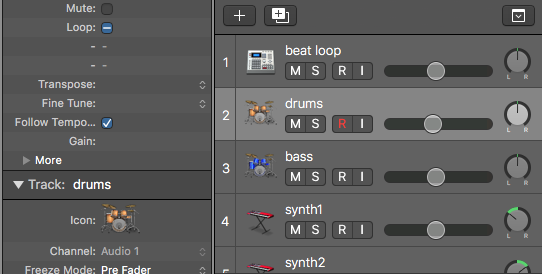 Mute:
Loop:
- -
- -
Transpose:
Fine Tune:
Follow Tempo...
Gain:
More
Track: drums
Icon:
Channel: Audio 1
Freeze Mode: Pre Fader
1 beat loop
M S R I
L R
2 drums
M S R I
L R
3 bass
M S R I
L R
4 synth1
M S R I
L R
5 synth2